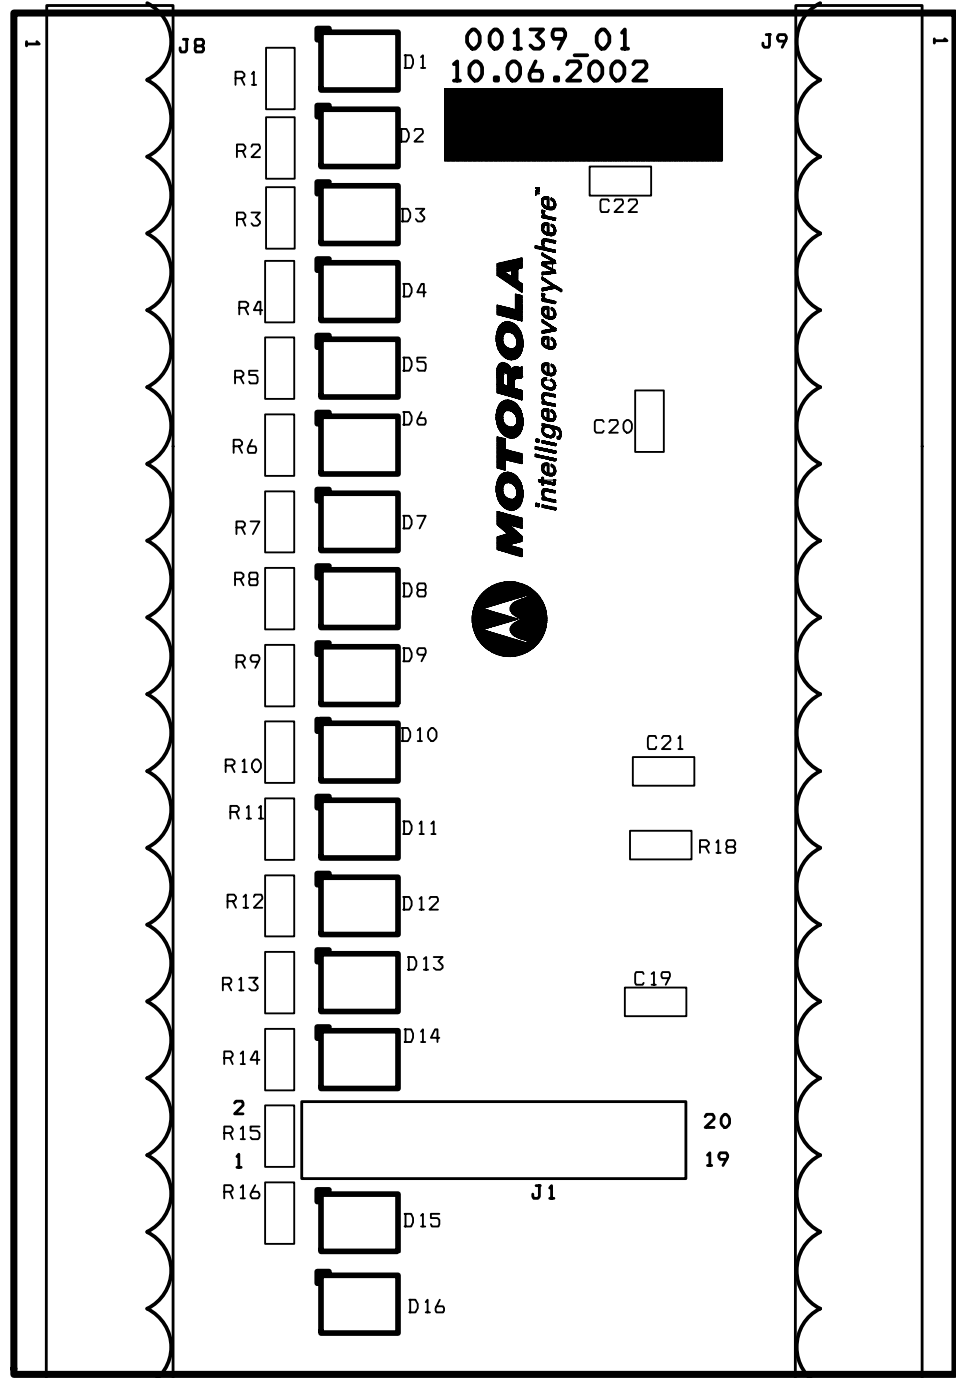 1
J8
00139_01
J9
1
10.06.2002
R1
D1
R2
D2
R3
D3
R4
D4
R5
D5
R6
D6
R7
D7
R8
D8
R9
D9
R10
D10
R11
D11
R12
D12
R13
D13
R14
D14
2
R15
1
R16
D15
D16
C22
MOTOROLA
intelligence everywhere™
C20
C21
R18
C19
20
19
J1